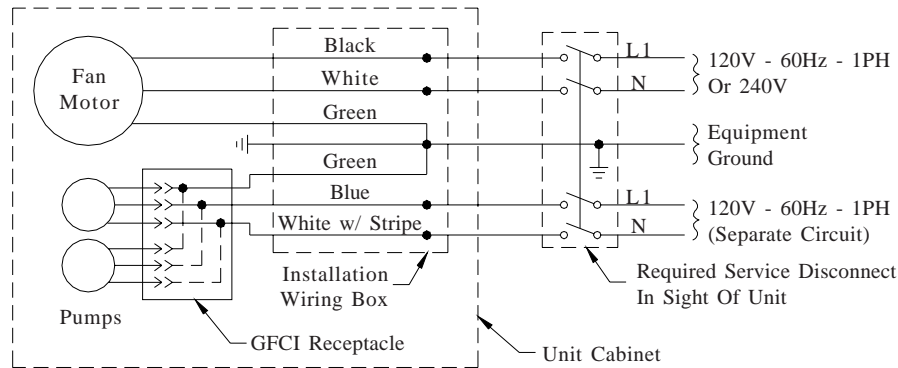 Fan
Motor
Black
White
Green
Green
Blue
White w/ Stripe
L1
N
120V - 60Hz - 1PH
Or 240V
Equipment
Ground
L1
N
120V - 60Hz - 1PH
(Separate Circuit)
Pumps
Installation
Wiring Box
Required Service Disconnect
In Sight Of Unit
GFCI Receptacle
Unit Cabinet